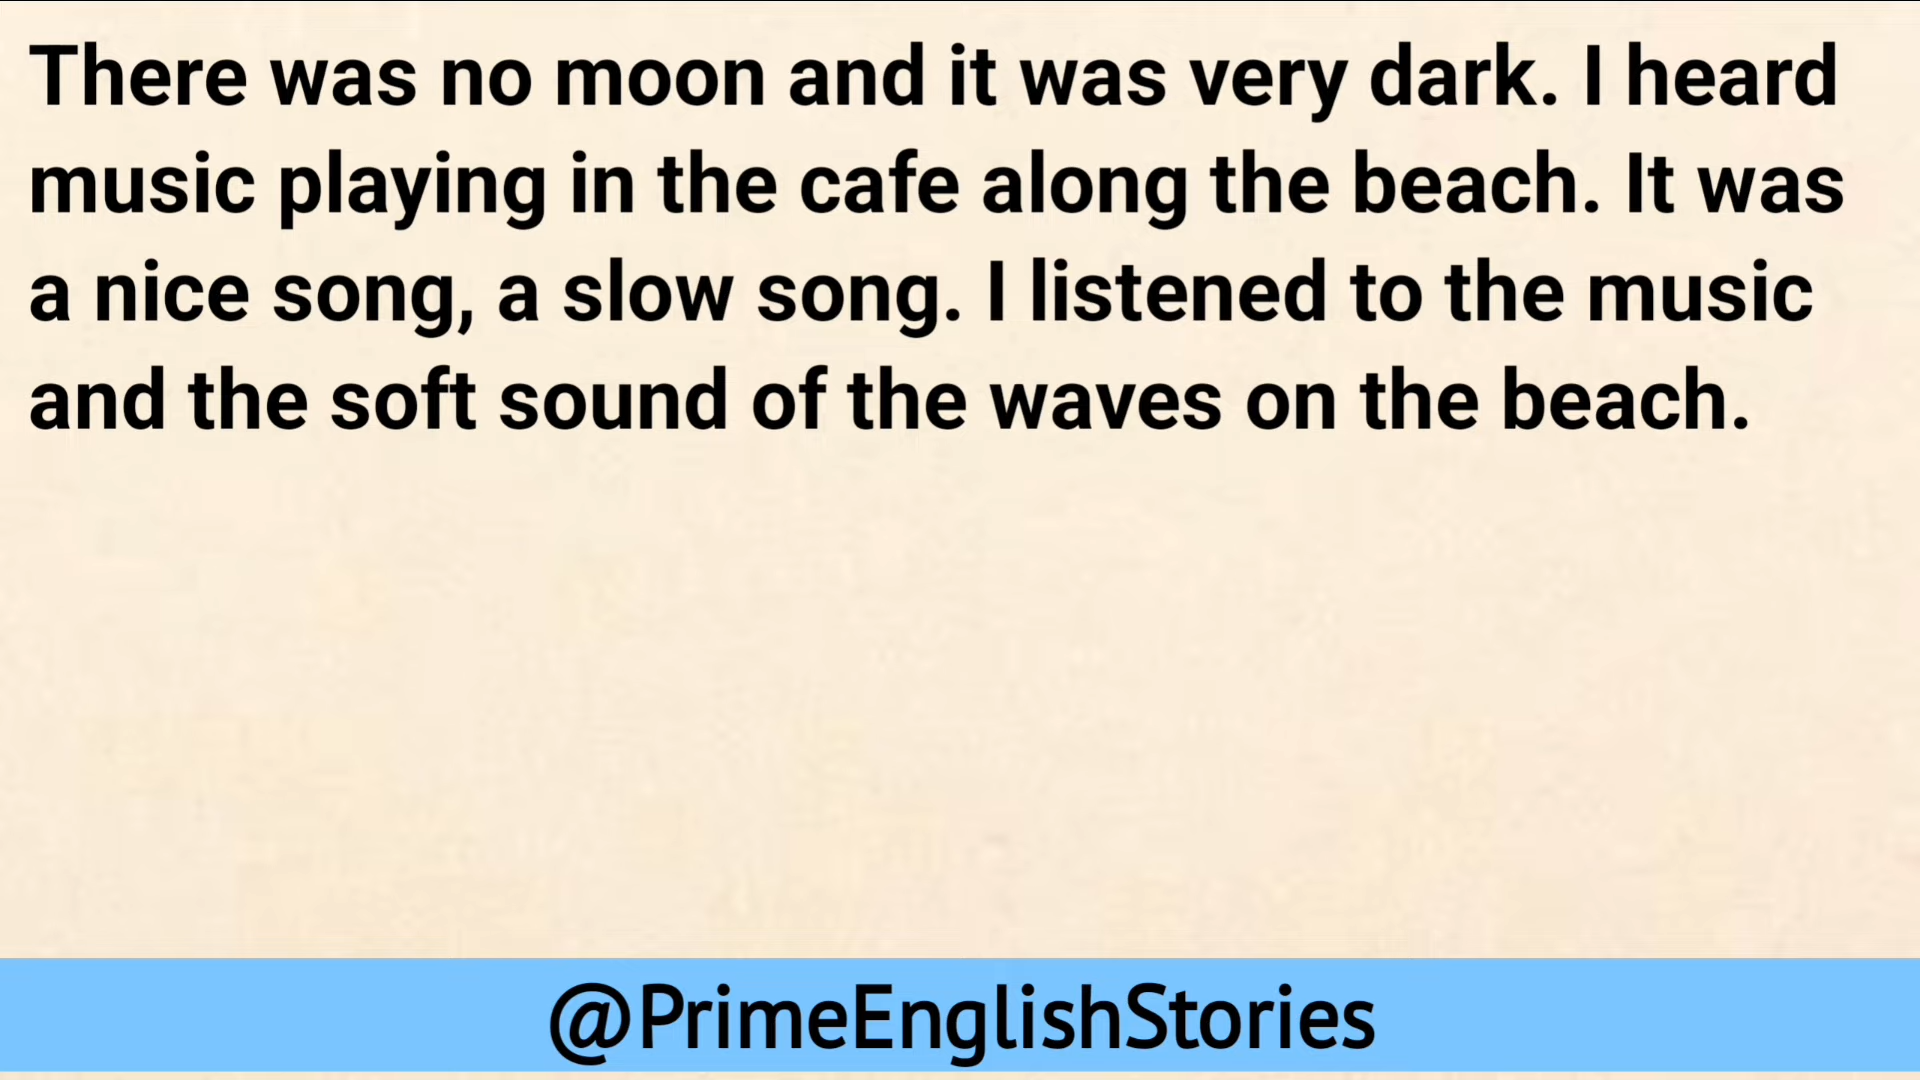 There was no moon and it was very dark. I heard
music playing in the cafe along the beach. It was
a nice song, a slow song. I listened to the music
and the soft sound of the waves on the beach.
@PrimeEnglishStories